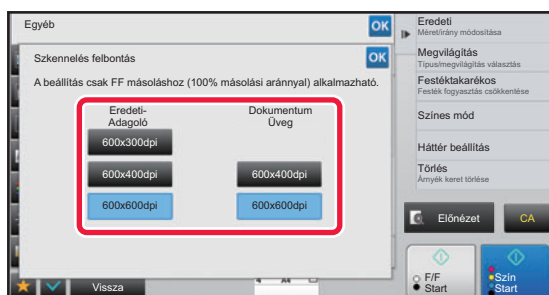 Egyéb
OK
Szkennelés felbontás
OK
A beállítás csak FF másoláshoz (100% másolási aránnyal) alkalmazható.
Eredeti-
Adagoló
Dokumentum
Üveg
600x300dpi
600x400dpi
600x400dpi
600x600dpi
600x600dpi
Vissza
Eredeti
Méret/irány módosítása
Megvilágítás
Típus/megvilágítás választás
Festéktakarékos
Festék fogyasztás csökkentése
Színes mód
Háttér beállítás
Törlés
Árnyék keret törlése
Előnézet
CA
F/F
Start
Szín
Start